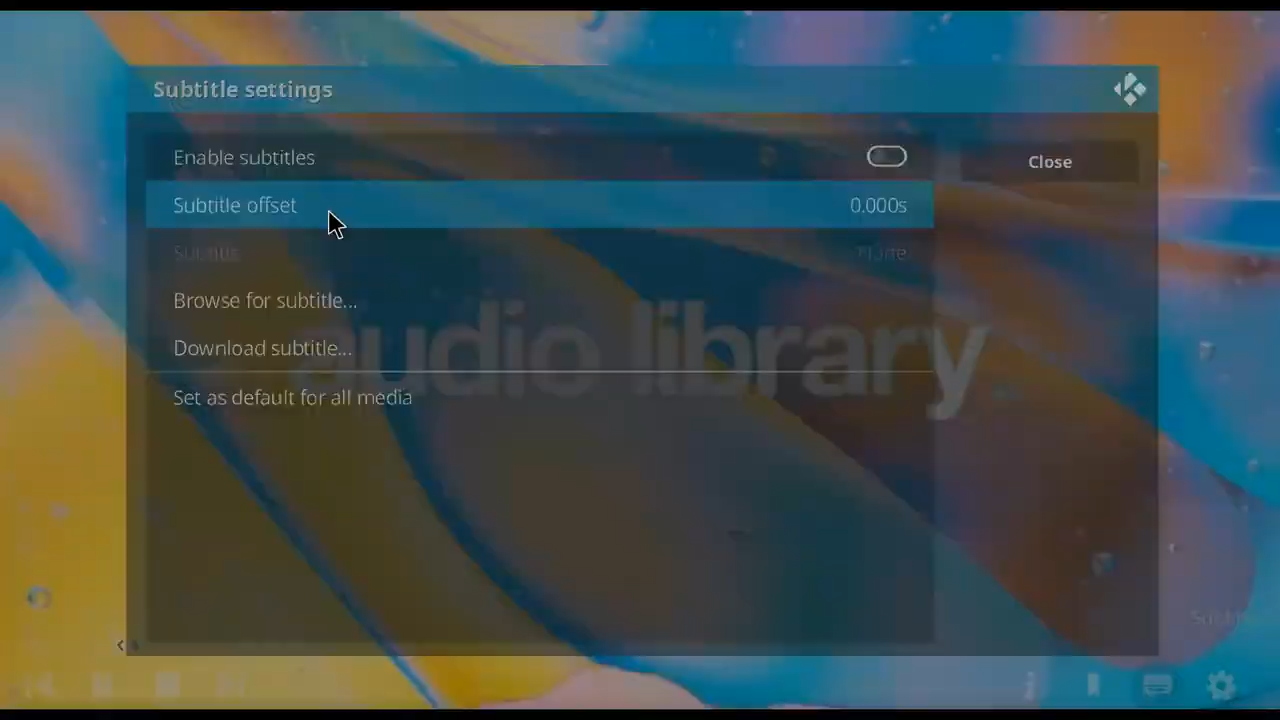 Subtitle settings
Enable subtitles
Close
Subtitle offset 0.000s
Subtitle
Browse for subtitle...
audio library
Download subtitle...
Set as default for all media